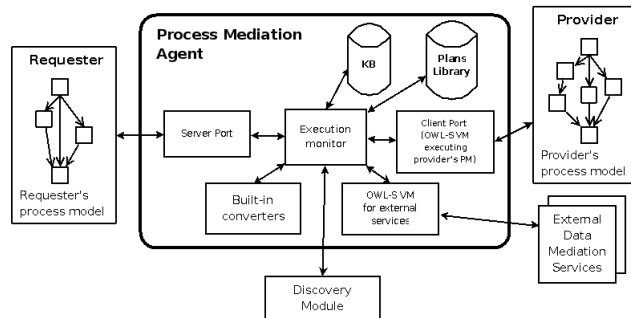 Requester
Requester's
process model
Process Mediation
Agent
KB
Plans
Library
Server Port
Execution
monitor
Client Port
(OWL-S VM
executing
provider's PM)
Built-in
converters
OWL-S VM
for external
services
Provider
Provider's
process model
External
Data
Mediation
Services
Discovery
Module